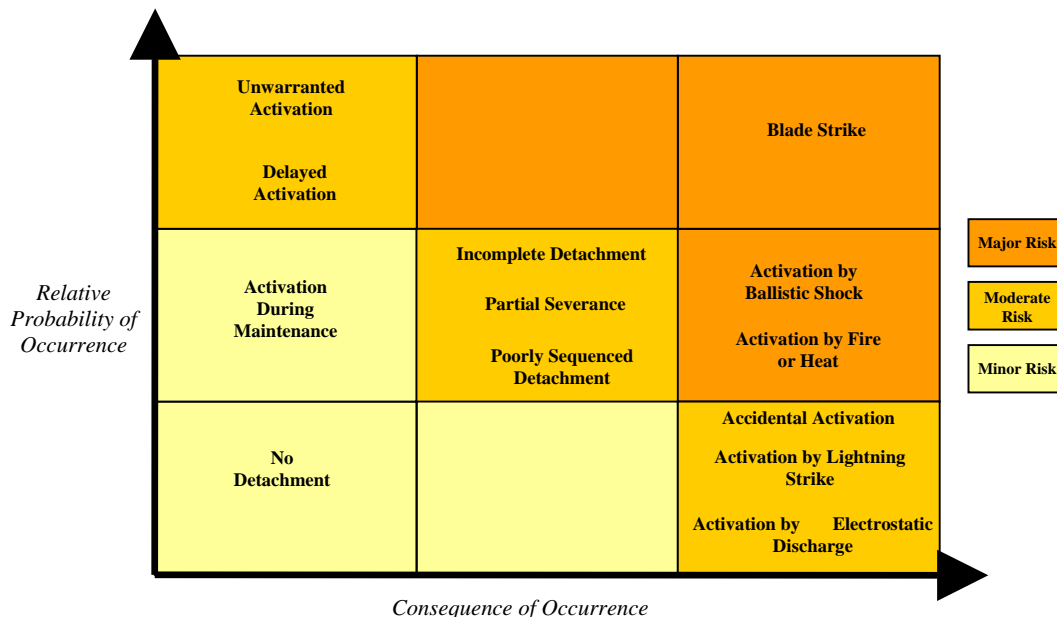 Unwarranted
Activation
Delayed
Activation
Blade Strike
Activation
During
Maintenance
Incomplete Detachment
Partial Severance
Poorly Sequenced
Detachment
Activation by
Ballistic Shock
Activation by Fire
or Heat
No
Detachment
Accidental Activation
Activation by Lightning
Strike
Activation by Electrostatic
Discharge
Relative
Probability of
Occurrence
Consequence of Occurrence
Major Risk
Moderate
Risk
Minor Risk